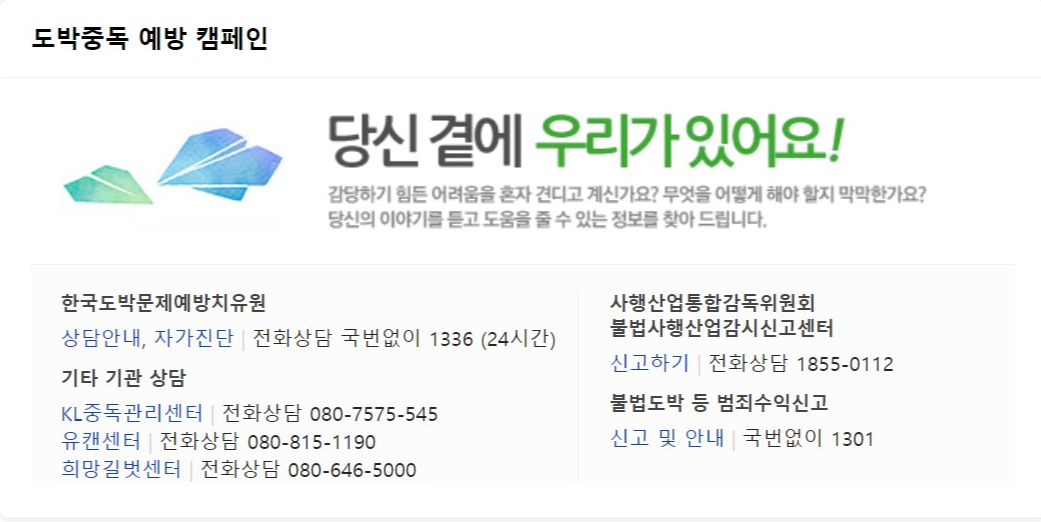 도박중독 예방 캠페인
당신 곁에 우리가 있어요!
감당하기 힘든 어려움을 혼자 견디고 계신가요? 무엇을 어떻게 해야 할지 막막한가요?
당신의 이야기를 듣고 도움을 줄 수 있는 정보를 찾아 드립니다.
한국도박문제예방치유원
상담안내, 자가진단 | 전화상담 국번없이 1336 (24시간)
기타 기관 상담
KL중독관리센터 | 전화상담 080-7575-545
유캔센터 | 전화상담 080-815-1190
희망길벗센터 | 전화상담 080-646-5000
사행산업통합감독위원회
불법사행산업감시신고센터
신고하기 | 전화상담 1855-0112
불법도박 등 범죄수익신고
신고 및 안내 | 국번없이 1301